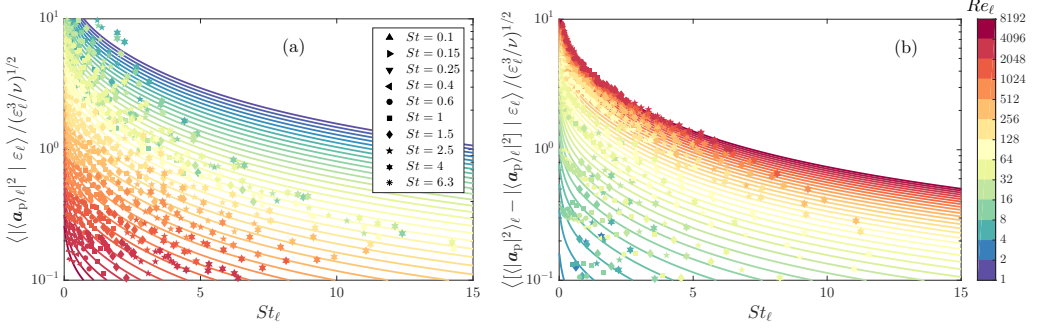 ⟨|⟨a_p⟩_ℓ|^2 | ε_ℓ⟩/(ε_ℓ^3/ν)^{1/2}
10^1
10^0
10^{-1}
0
5
10
15
St_ℓ
(a)
St = 0.1
St = 0.15
St = 0.25
St = 0.4
St = 0.6
St = 1
St = 1.5
St = 2.5
St = 4
St = 6.3
⟨[⟨|a_p|^2⟩_ℓ − |⟨a_p⟩_ℓ|^2] | ε_ℓ⟩/(ε_ℓ^3/ν)^{1/2}
10^1
10^0
10^{-1}
0
5
10
15
St_ℓ
(b)
Re_ℓ
8192
4096
2048
1024
512
256
128
64
32
16
8
4
2
1